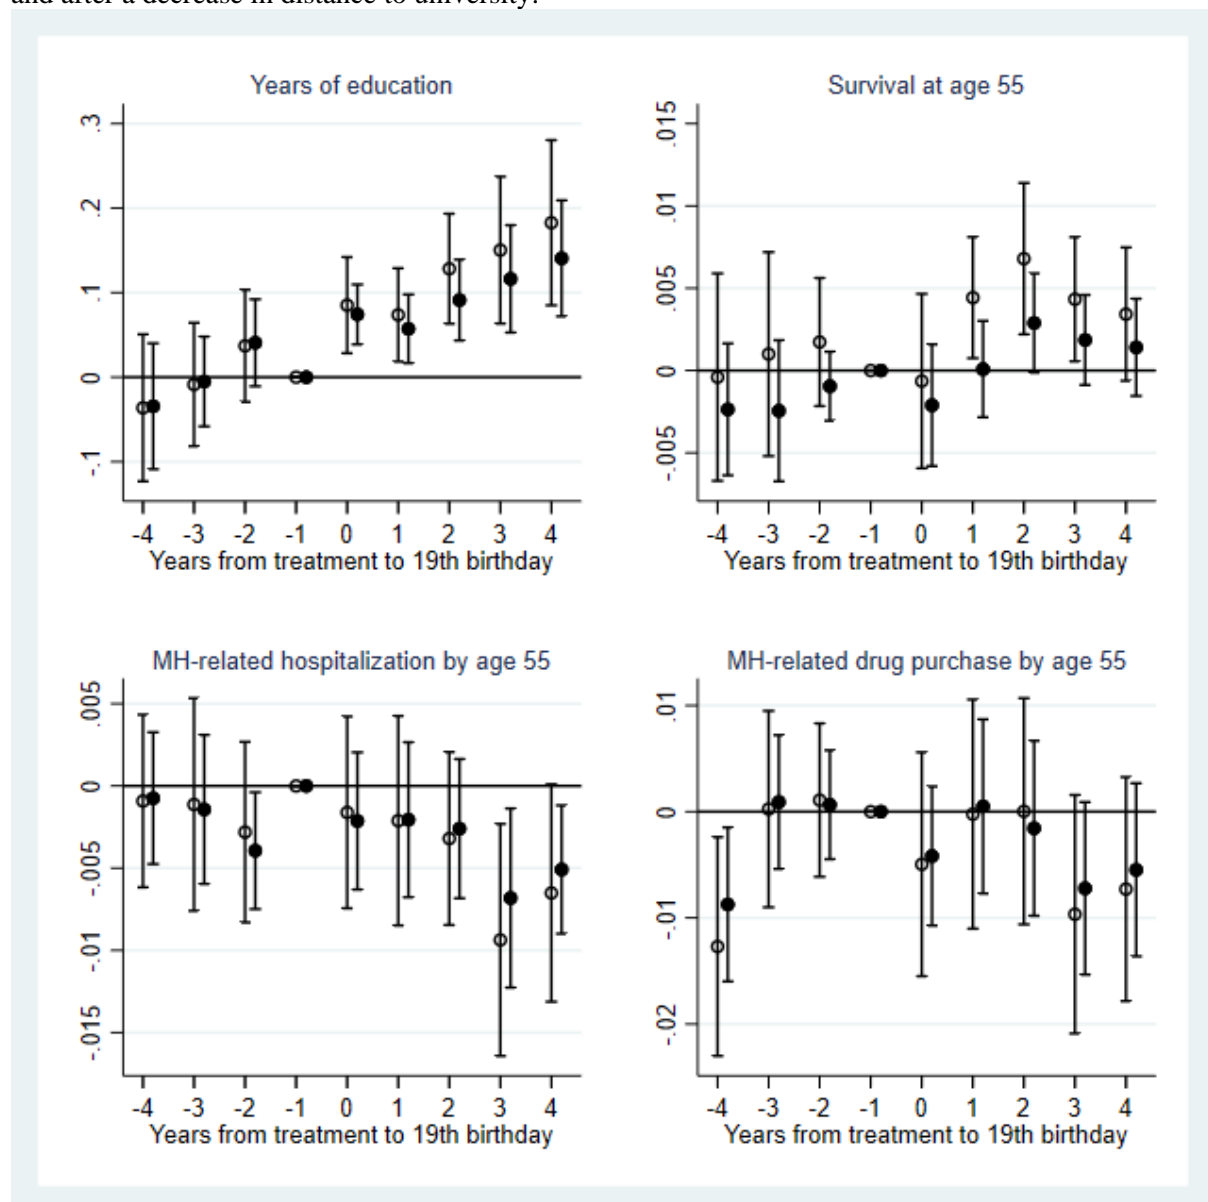 and after a decrease in distance to university.
Years of education
.3
.2
.1
0
-.1
-4 -3 -2 -1 0 1 2 3 4
Years from treatment to 19th birthday
Survival at age 55
.015
.01
.005
0
-.005
-4 -3 -2 -1 0 1 2 3 4
Years from treatment to 19th birthday
MH-related hospitalization by age 55
.005
0
-.005
-.01
-.015
-4 -3 -2 -1 0 1 2 3 4
Years from treatment to 19th birthday
MH-related drug purchase by age 55
.01
0
-.01
-.02
-4 -3 -2 -1 0 1 2 3 4
Years from treatment to 19th birthday